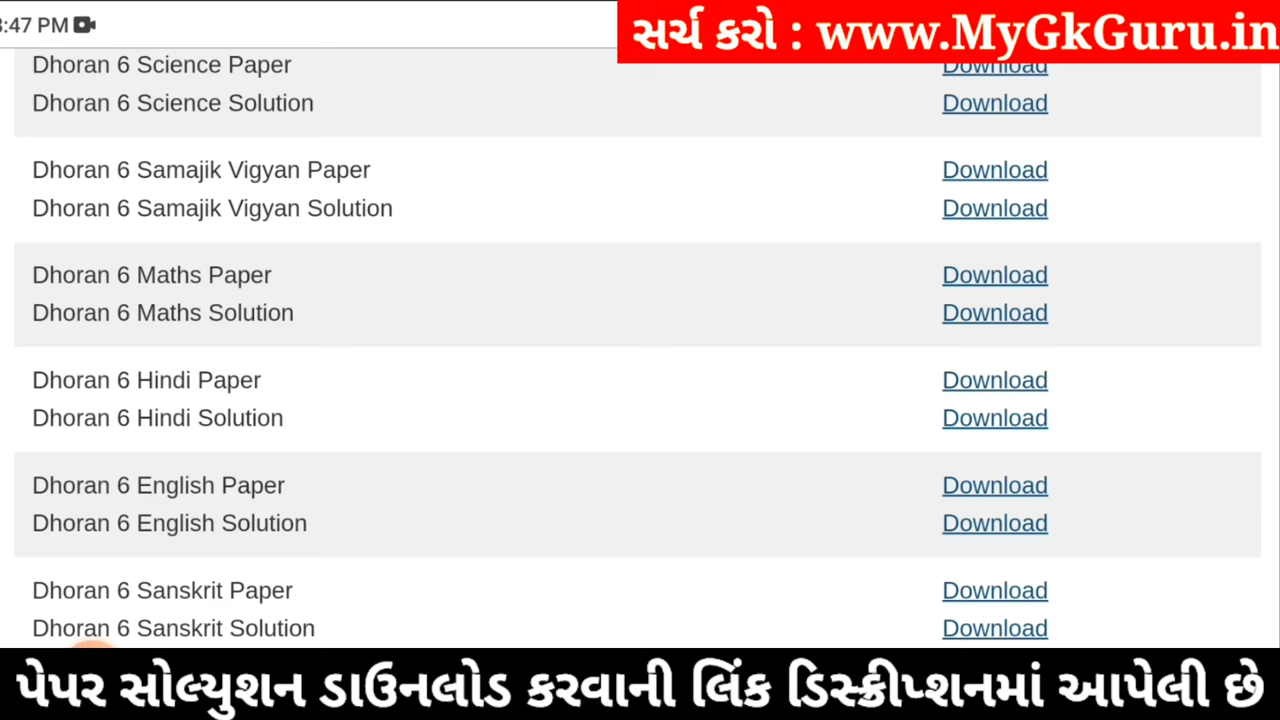 :47 PM
સર્ચ કરો : www.MyGkGuru.in
Dhoran 6 Science Paper Download
Dhoran 6 Science Solution Download
Dhoran 6 Samajik Vigyan Paper Download
Dhoran 6 Samajik Vigyan Solution Download
Dhoran 6 Maths Paper Download
Dhoran 6 Maths Solution Download
Dhoran 6 Hindi Paper Download
Dhoran 6 Hindi Solution Download
Dhoran 6 English Paper Download
Dhoran 6 English Solution Download
Dhoran 6 Sanskrit Paper Download
Dhoran 6 Sanskrit Solution Download
પેપર સોલ્યુશન ડાઉનલોડ કરવાની લિંક ડિસ્ક્રીપ્શનમાં આપેલી છે